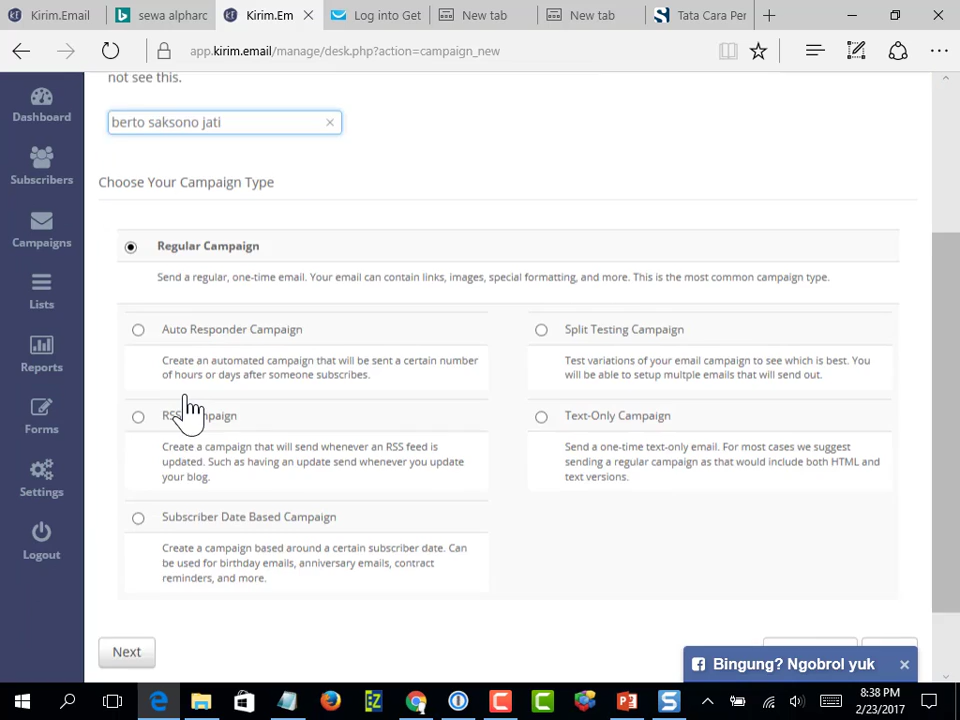 Kirim.Email
sewa alpharc
Kirim.Em
Log into Get
New tab
New tab
Tata Cara Per
app.kirim.email/manage/desk.php?action=campaign_new
not see this.
berto saksono jati
Choose Your Campaign Type
Dashboard
Subscribers
Campaigns
Lists
Reports
Forms
Settings
Logout
Regular Campaign
Send a regular, one-time email. Your email can contain links, images, special formatting, and more. This is the most common campaign type.
Auto Responder Campaign
Create an automated campaign that will be sent a certain number
of hours or days after someone subscribes.
Split Testing Campaign
Test variations of your email campaign to see which is best. You
will be able to setup multiple emails that will send out.
RSS Campaign
Create a campaign that will send whenever an RSS feed is
updated. Such as having an update send whenever you update
your blog.
Text-Only Campaign
Send a one-time text-only email. For most cases we suggest
sending a regular campaign as that would include both HTML and
text versions.
Subscriber Date Based Campaign
Create a campaign based around a certain subscriber date. Can
be used for birthday emails, anniversary emails, contract
reminders, and more.
Next
Bingung? Ngobrol yuk
8:38 PM
2/23/2017